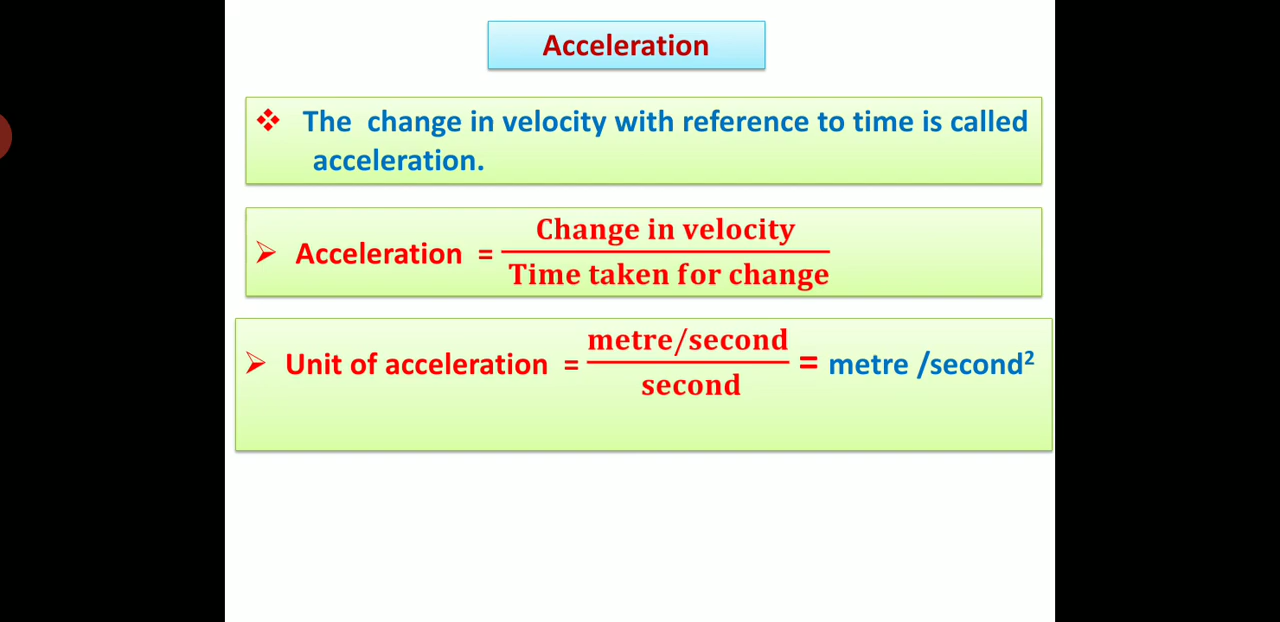 Acceleration
❖ The change in velocity with reference to time is called
acceleration.
➢ Acceleration = Change in velocity / Time taken for change
➢ Unit of acceleration = metre/second / second = metre /second²